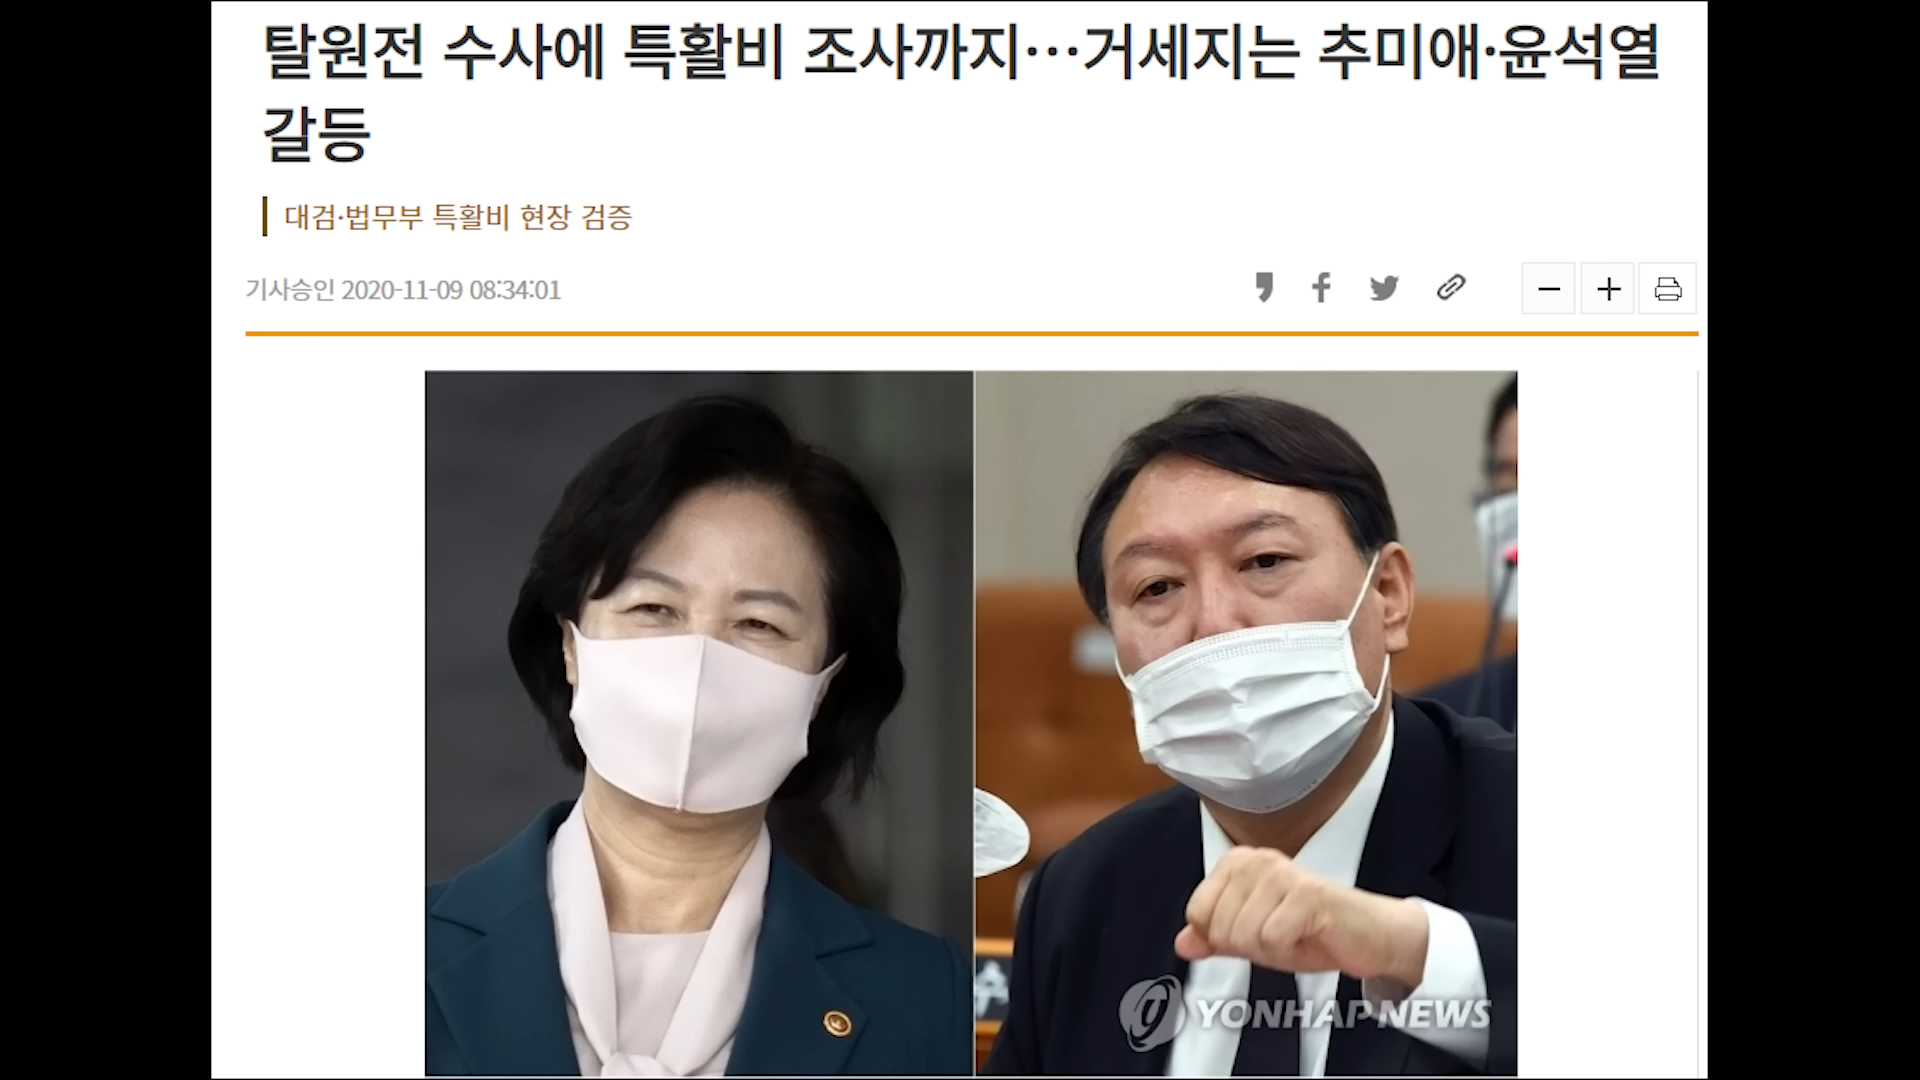 탈원전 수사에 특활비 조사까지…거세지는 추미애·윤석열
갈등
대검·법무부 특활비 현장 검증
기사승인 2020-11-09 08:34:01
수
YONHAP NEWS